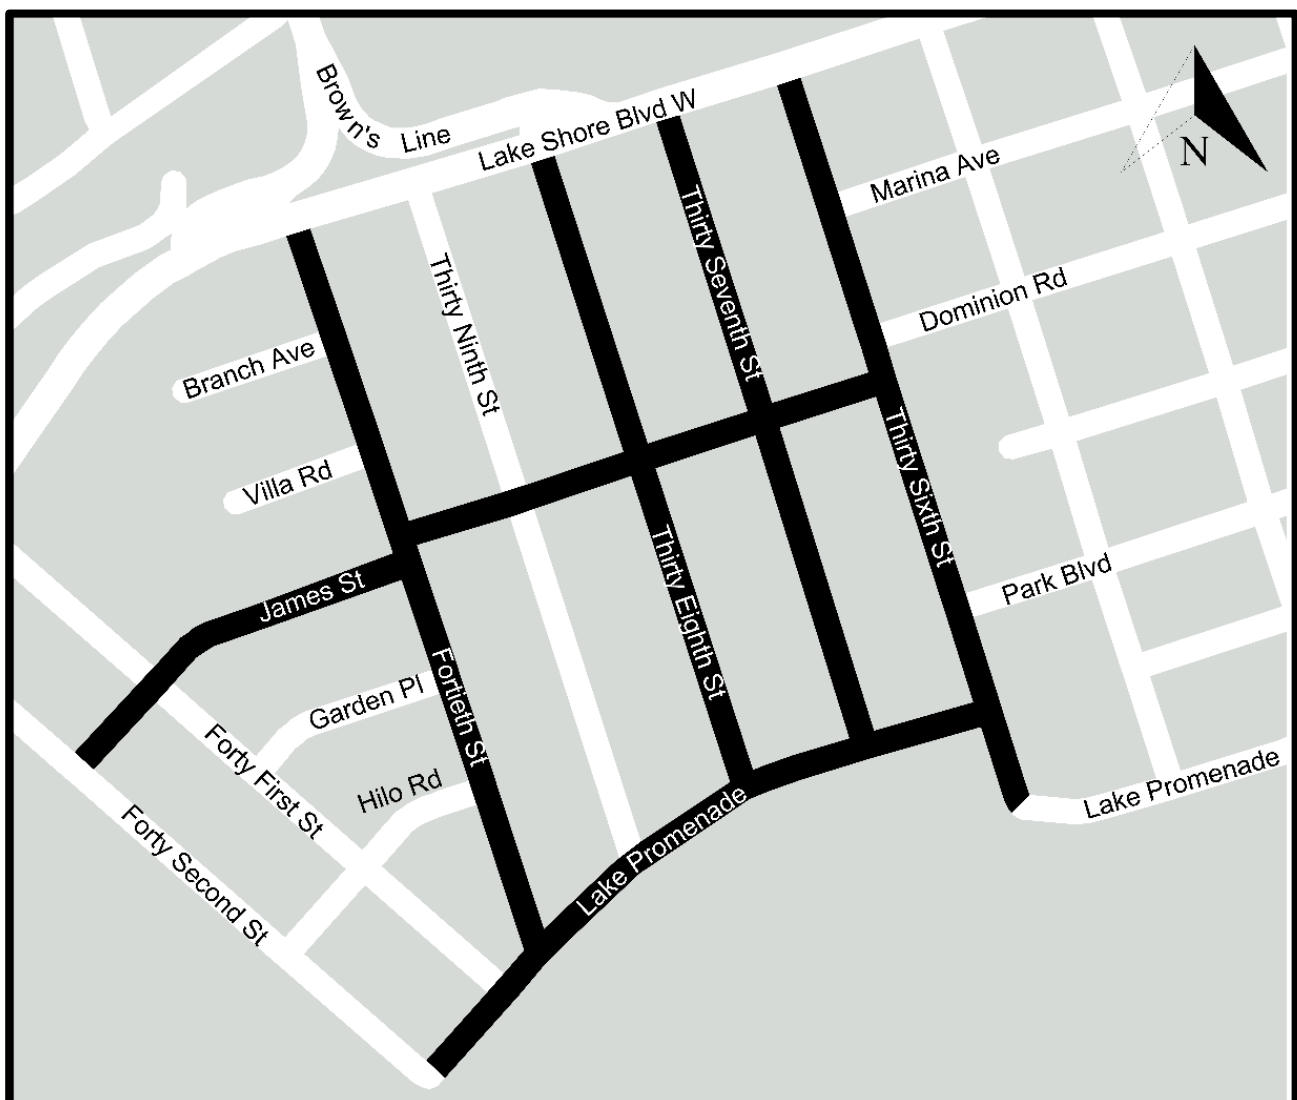 Brown's Line
Lake Shore Blvd W
N
Marina Ave
Thirty Seventh St
Thirty Ninth St
Dominion Rd
Branch Ave
Thirty Sixth St
Villa Rd
Thirty Eighth St
Park Blvd
James St
Fortieth St
Garden Pl
Forty First St
Hilo Rd
Lake Promenade
Lake Promenade
Forty Second St